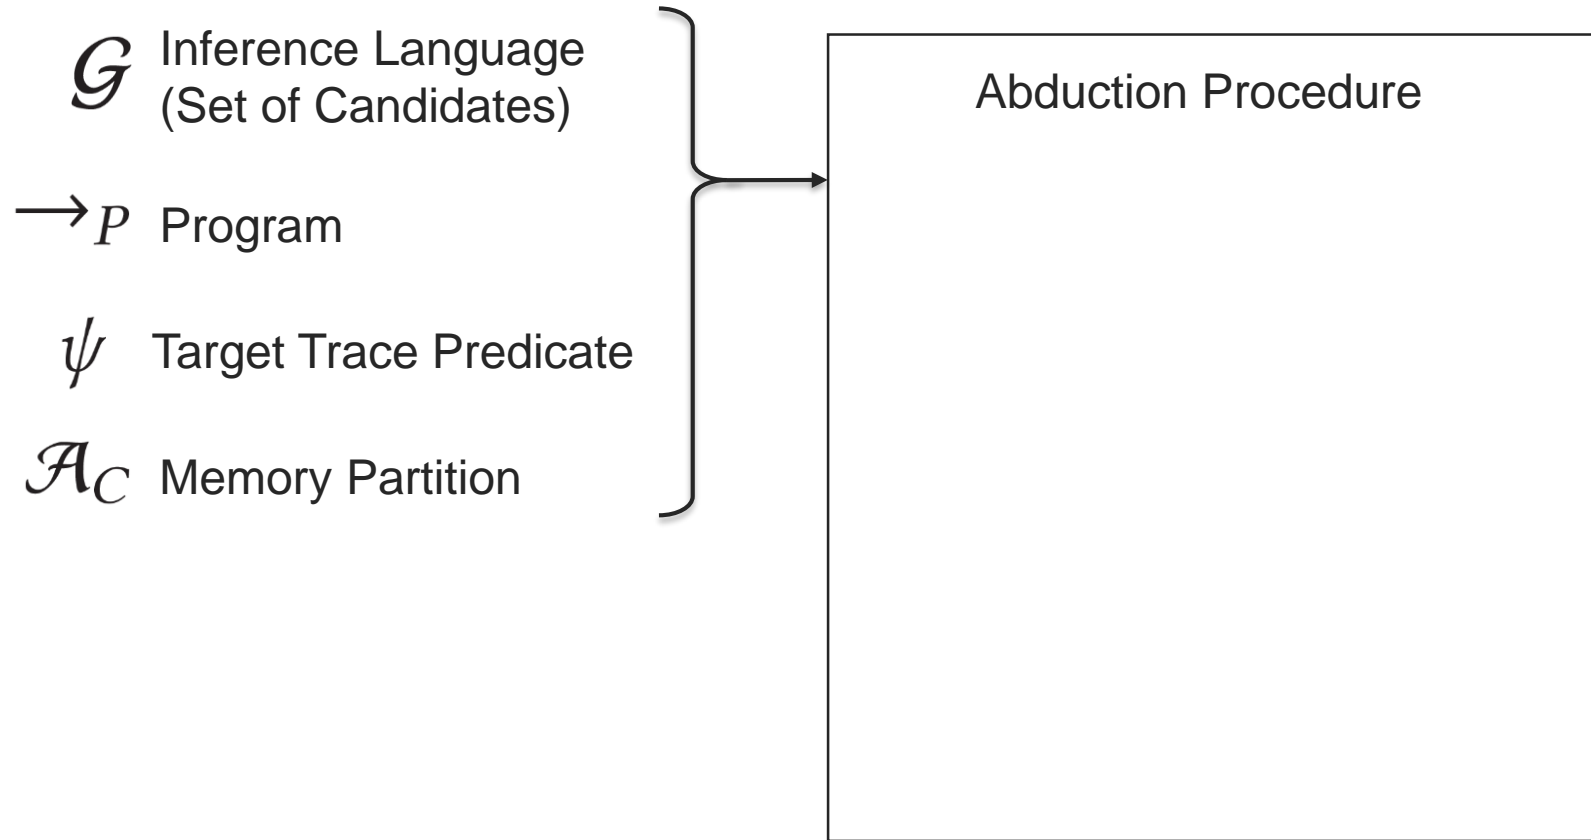 𝒢 Inference Language
(Set of Candidates)
→P Program
ψ Target Trace Predicate
𝒜C Memory Partition
Abduction Procedure